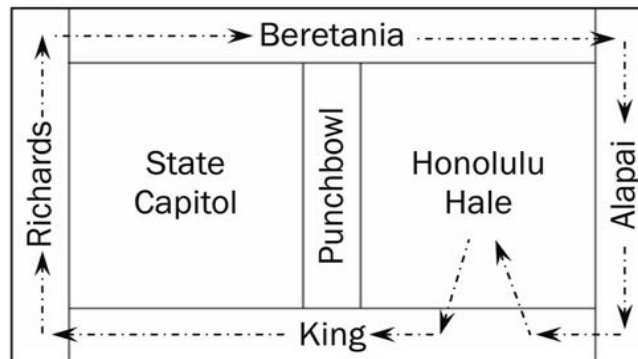 Beretania
Richards
State
Capitol
Punchbowl
Honolulu
Hale
Alapai
King